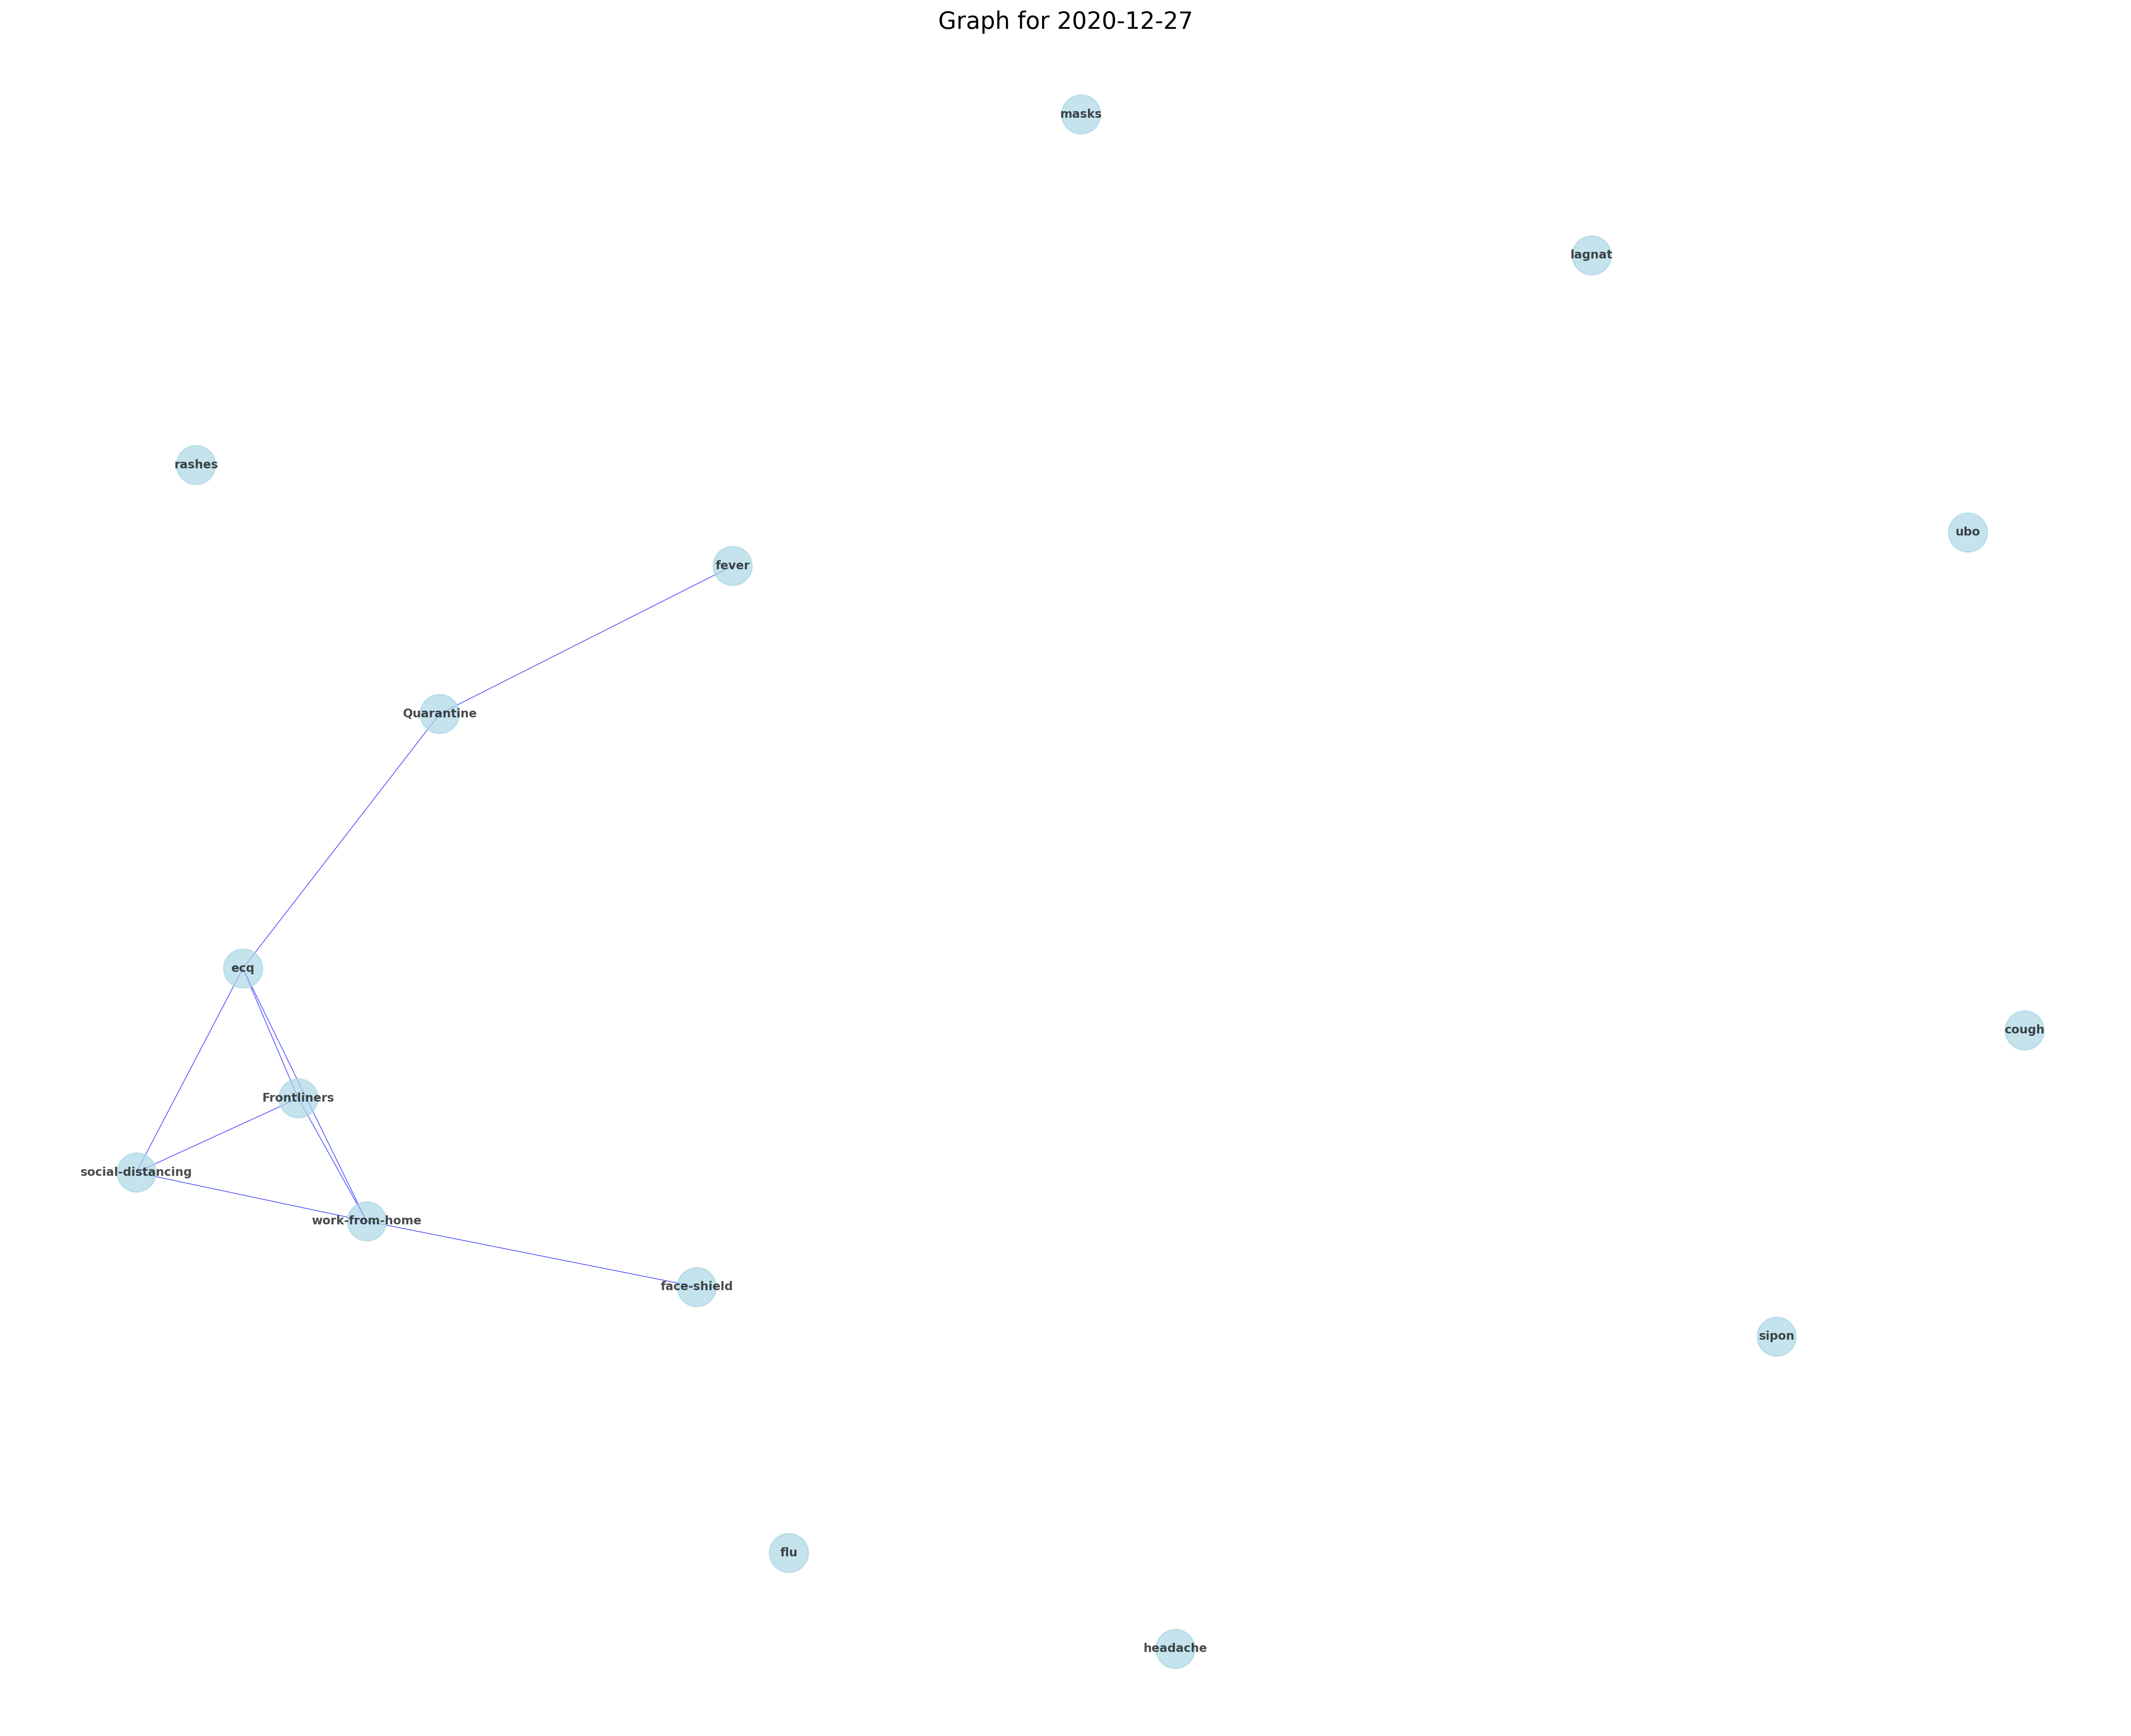 Graph for 2020-12-27
masks
lagnat
rashes
ubo
fever
Quarantine
ecq
cough
Frontliners
social-distancing
work-from-home
face-shield
sipon
flu
headache